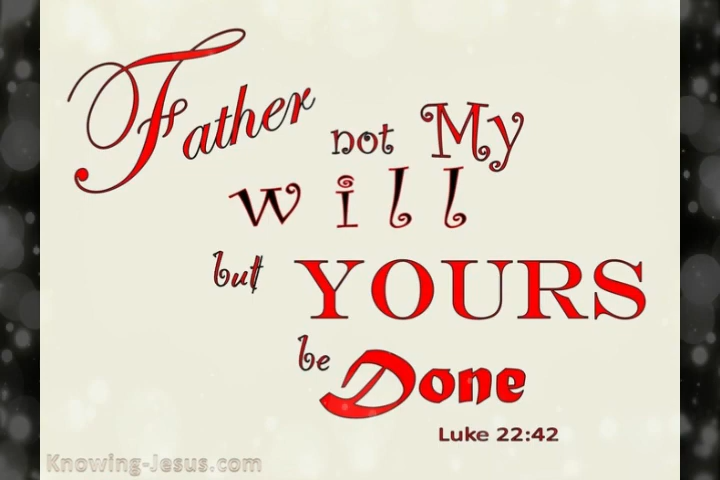 Father not My
will
but YOURS
be Done
Luke 22:42
Knowing-Jesus.com